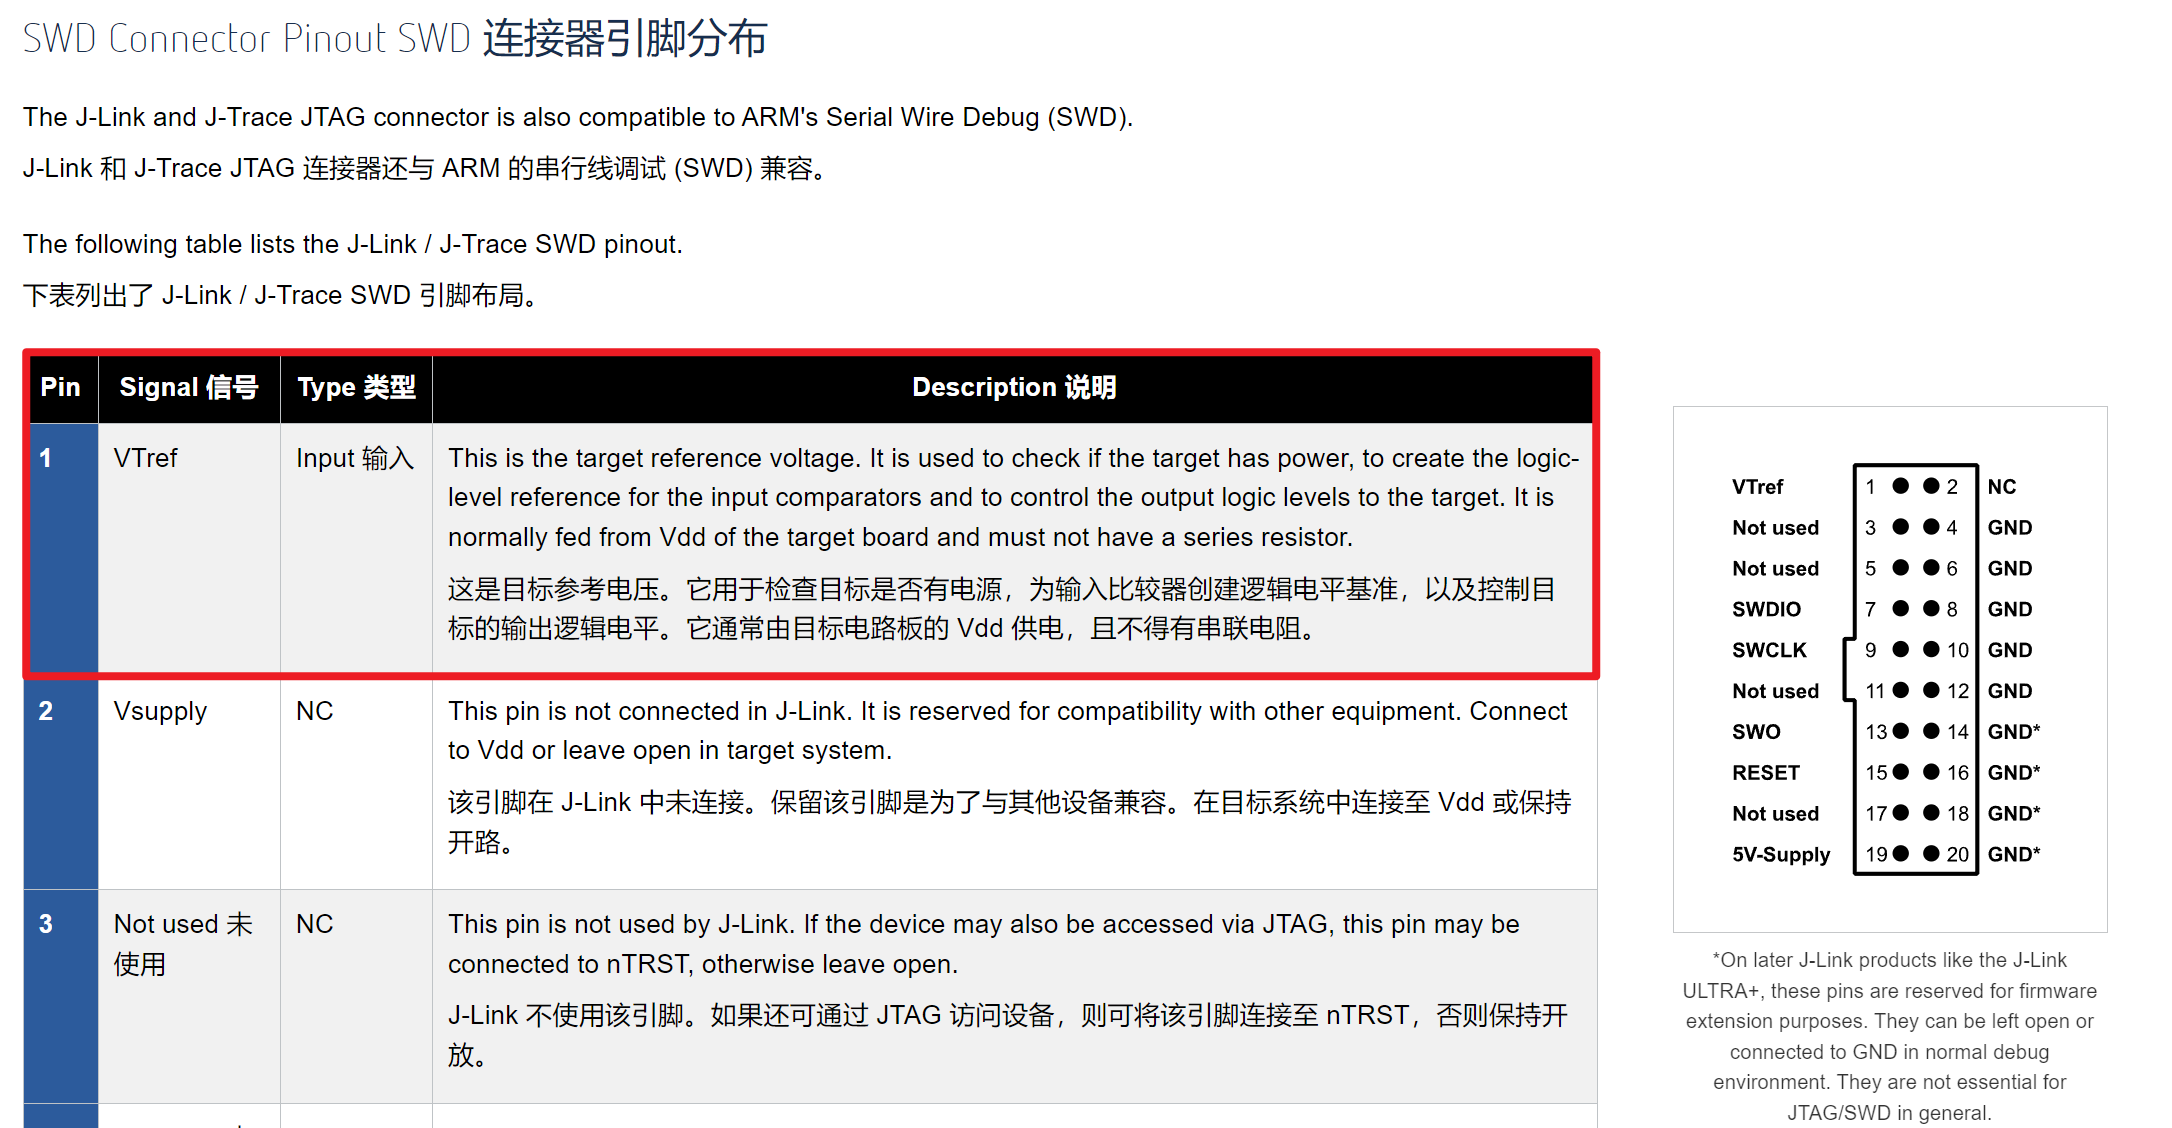 SWD Connector Pinout SWD 连接器引脚分布
The J-Link and J-Trace JTAG connector is also compatible to ARM's Serial Wire Debug (SWD).
J-Link 和 J-Trace JTAG 连接器还与 ARM 的串行线调试 (SWD) 兼容。
The following table lists the J-Link / J-Trace SWD pinout.
下表列出了 J-Link / J-Trace SWD 引脚布局。
Pin Signal 信号 Type 类型 Description 说明
1 VTref Input 输入 This is the target reference voltage. It is used to check if the target has power, to create the logic-
level reference for the input comparators and to control the output logic levels to the target. It is
normally fed from Vdd of the target board and must not have a series resistor.
这是目标参考电压。它用于检查目标是否有电源，为输入比较器创建逻辑电平基准，以及控制目
标的输出逻辑电平。它通常由目标电路板的 Vdd 供电，且不得有串联电阻。
2 Vsupply NC This pin is not connected in J-Link. It is reserved for compatibility with other equipment. Connect
to Vdd or leave open in target system.
该引脚在 J-Link 中未连接。保留该引脚是为了与其他设备兼容。在目标系统中连接至 Vdd 或保持
开路。
3 Not used 未 NC This pin is not used by J-Link. If the device may also be accessed via JTAG, this pin may be
使用 connected to nTRST, otherwise leave open.
J-Link 不使用该引脚。如果还可通过 JTAG 访问设备，则可将该引脚连接至 nTRST，否则保持开
放。
VTref 1 2 NC
Not used 3 4 GND
Not used 5 6 GND
SWDIO 7 8 GND
SWCLK 9 10 GND
Not used 11 12 GND
SWO 13 14 GND*
RESET 15 16 GND*
Not used 17 18 GND*
5V-Supply 19 20 GND*
*On later J-Link products like the J-Link
ULTRA+, these pins are reserved for firmware
extension purposes. They can be left open or
connected to GND in normal debug
environment. They are not essential for
JTAG/SWD in general.